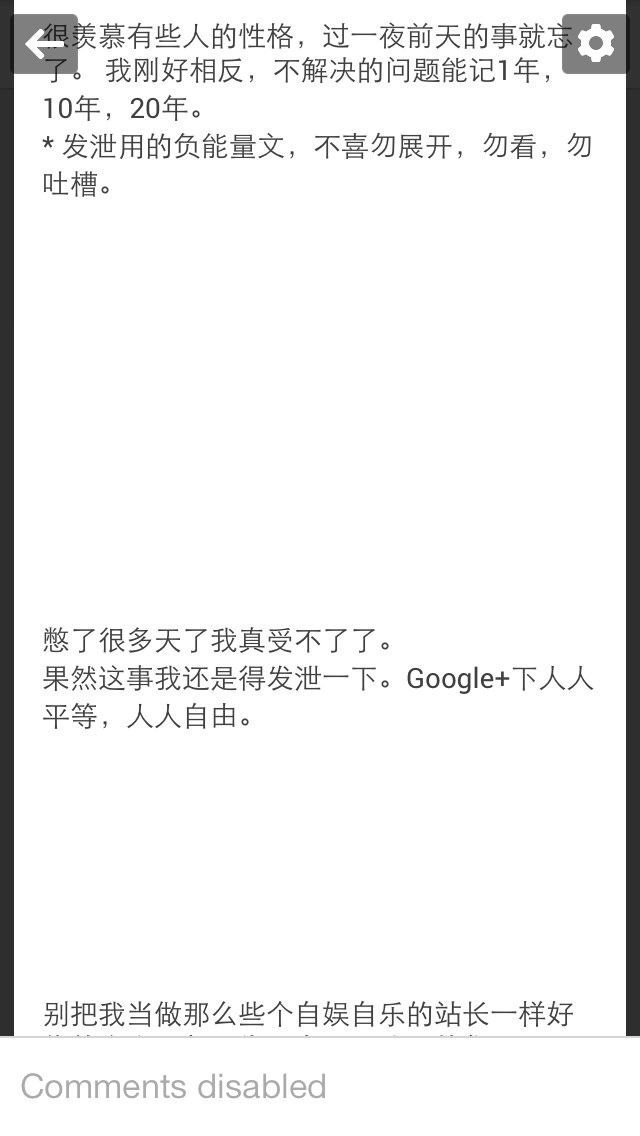 很羡慕有些人的性格，过一夜前天的事就忘
了。 我刚好相反，不解决的问题能记1年，
10年，20年。
* 发泄用的负能量文，不喜勿展开，勿看，勿
吐槽。
憋了很多天了我真受不了了。
果然这事我还是得发泄一下。Google+下人人
平等，人人自由。
别把我当做那么些个自娱自乐的站长一样好
Comments disabled